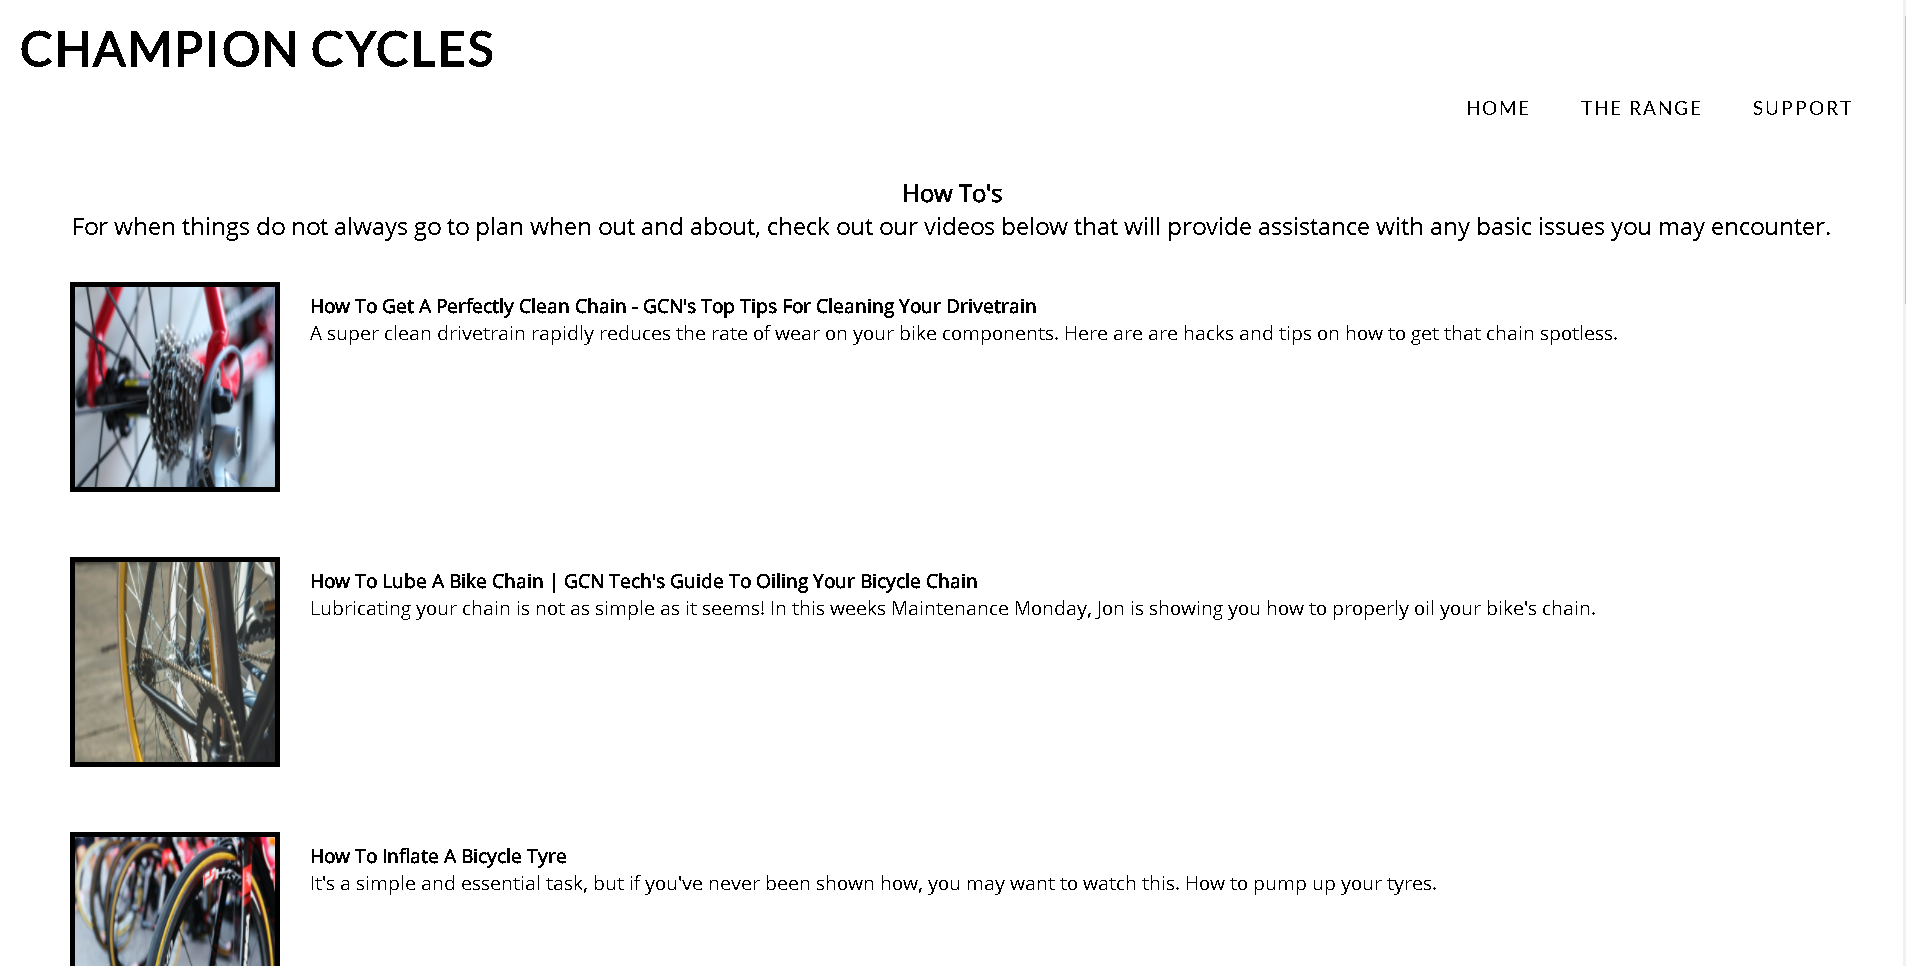 CHAMPION CYCLES
HOME THE RANGE SUPPORT
How To's
For when things do not always go to plan when out and about, check out our videos below that will provide assistance with any basic issues you may encounter.
How To Get A Perfectly Clean Chain - GCN's Top Tips For Cleaning Your Drivetrain
A super clean drivetrain rapidly reduces the rate of wear on your bike components. Here are are hacks and tips on how to get that chain spotless.
How To Lube A Bike Chain | GCN Tech's Guide To Oiling Your Bicycle Chain
Lubricating your chain is not as simple as it seems! In this weeks Maintenance Monday, Jon is showing you how to properly oil your bike's chain.
How To Inflate A Bicycle Tyre
It's a simple and essential task, but if you've never been shown how, you may want to watch this. How to pump up your tyres.